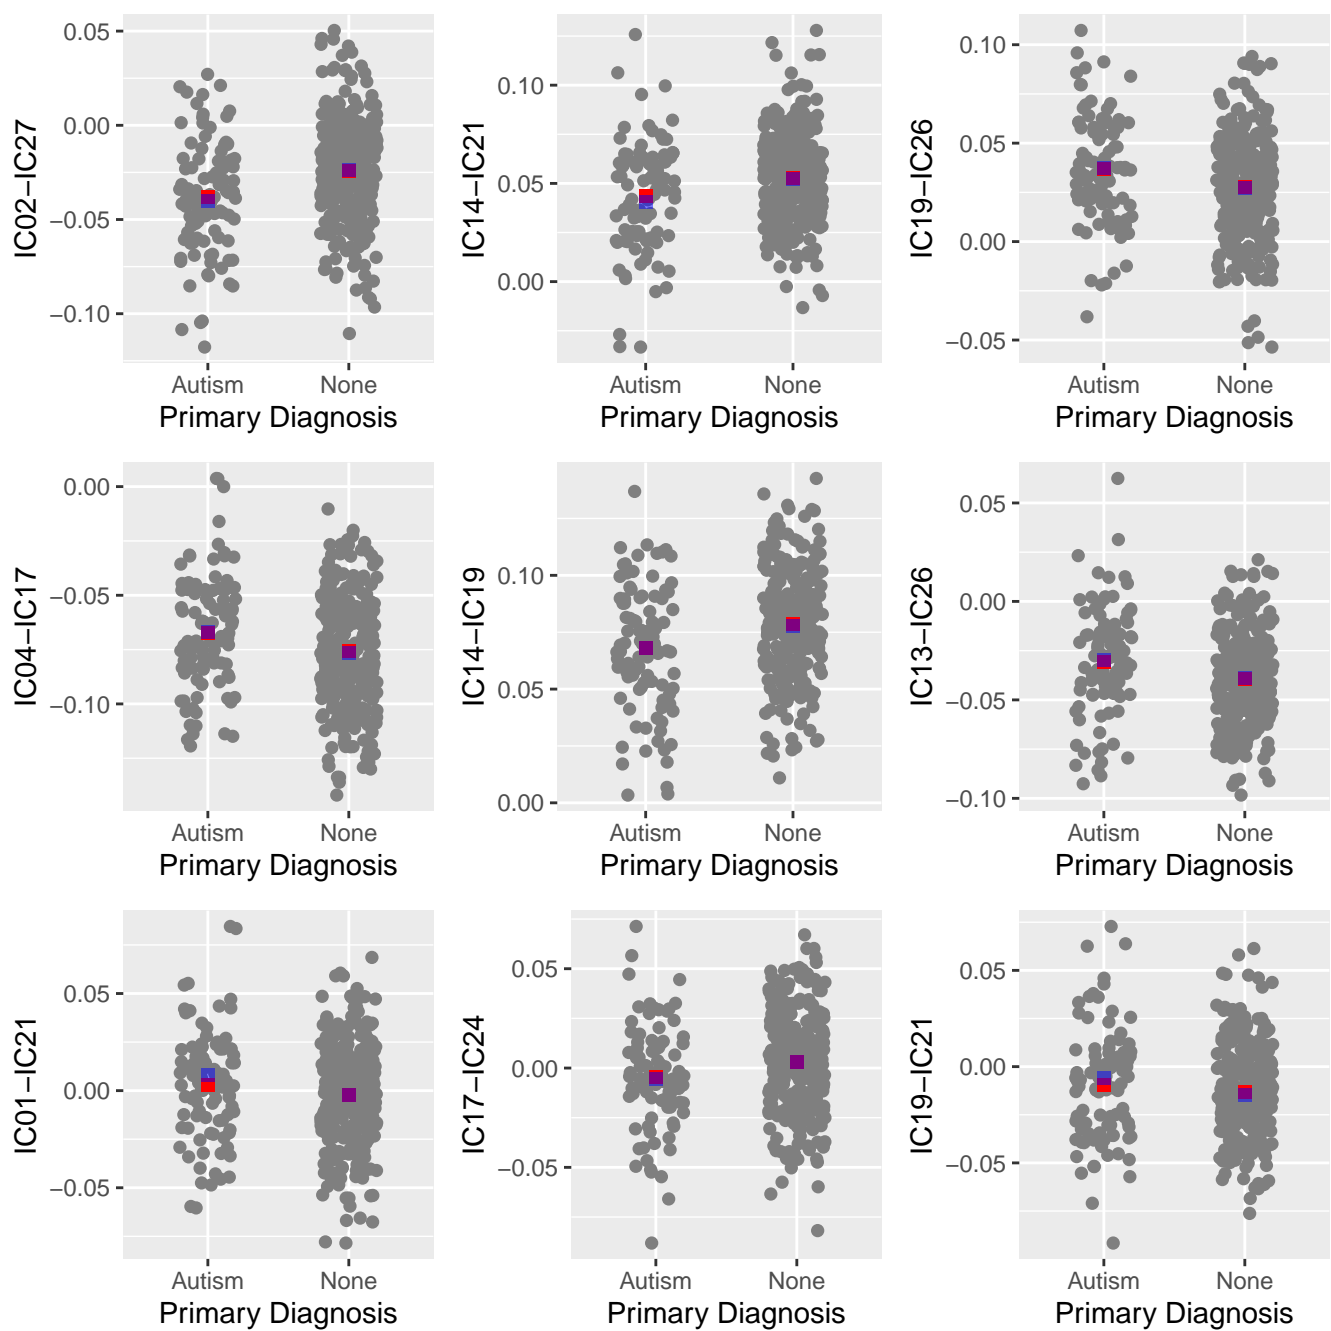 IC02−IC27
0.05
0.00
−0.05
−0.10
Autism
None
Primary Diagnosis
IC14−IC21
0.10
0.05
0.00
Autism
None
Primary Diagnosis
IC19−IC26
0.10
0.05
0.00
−0.05
Autism
None
Primary Diagnosis
IC04−IC17
0.00
−0.05
−0.10
Autism
None
Primary Diagnosis
IC14−IC19
0.10
0.05
0.00
Autism
None
Primary Diagnosis
IC13−IC26
0.05
0.00
−0.05
−0.10
Autism
None
Primary Diagnosis
IC01−IC21
0.05
0.00
−0.05
Autism
None
Primary Diagnosis
IC17−IC24
0.05
0.00
−0.05
Autism
None
Primary Diagnosis
IC19−IC21
0.05
0.00
−0.05
Autism
None
Primary Diagnosis